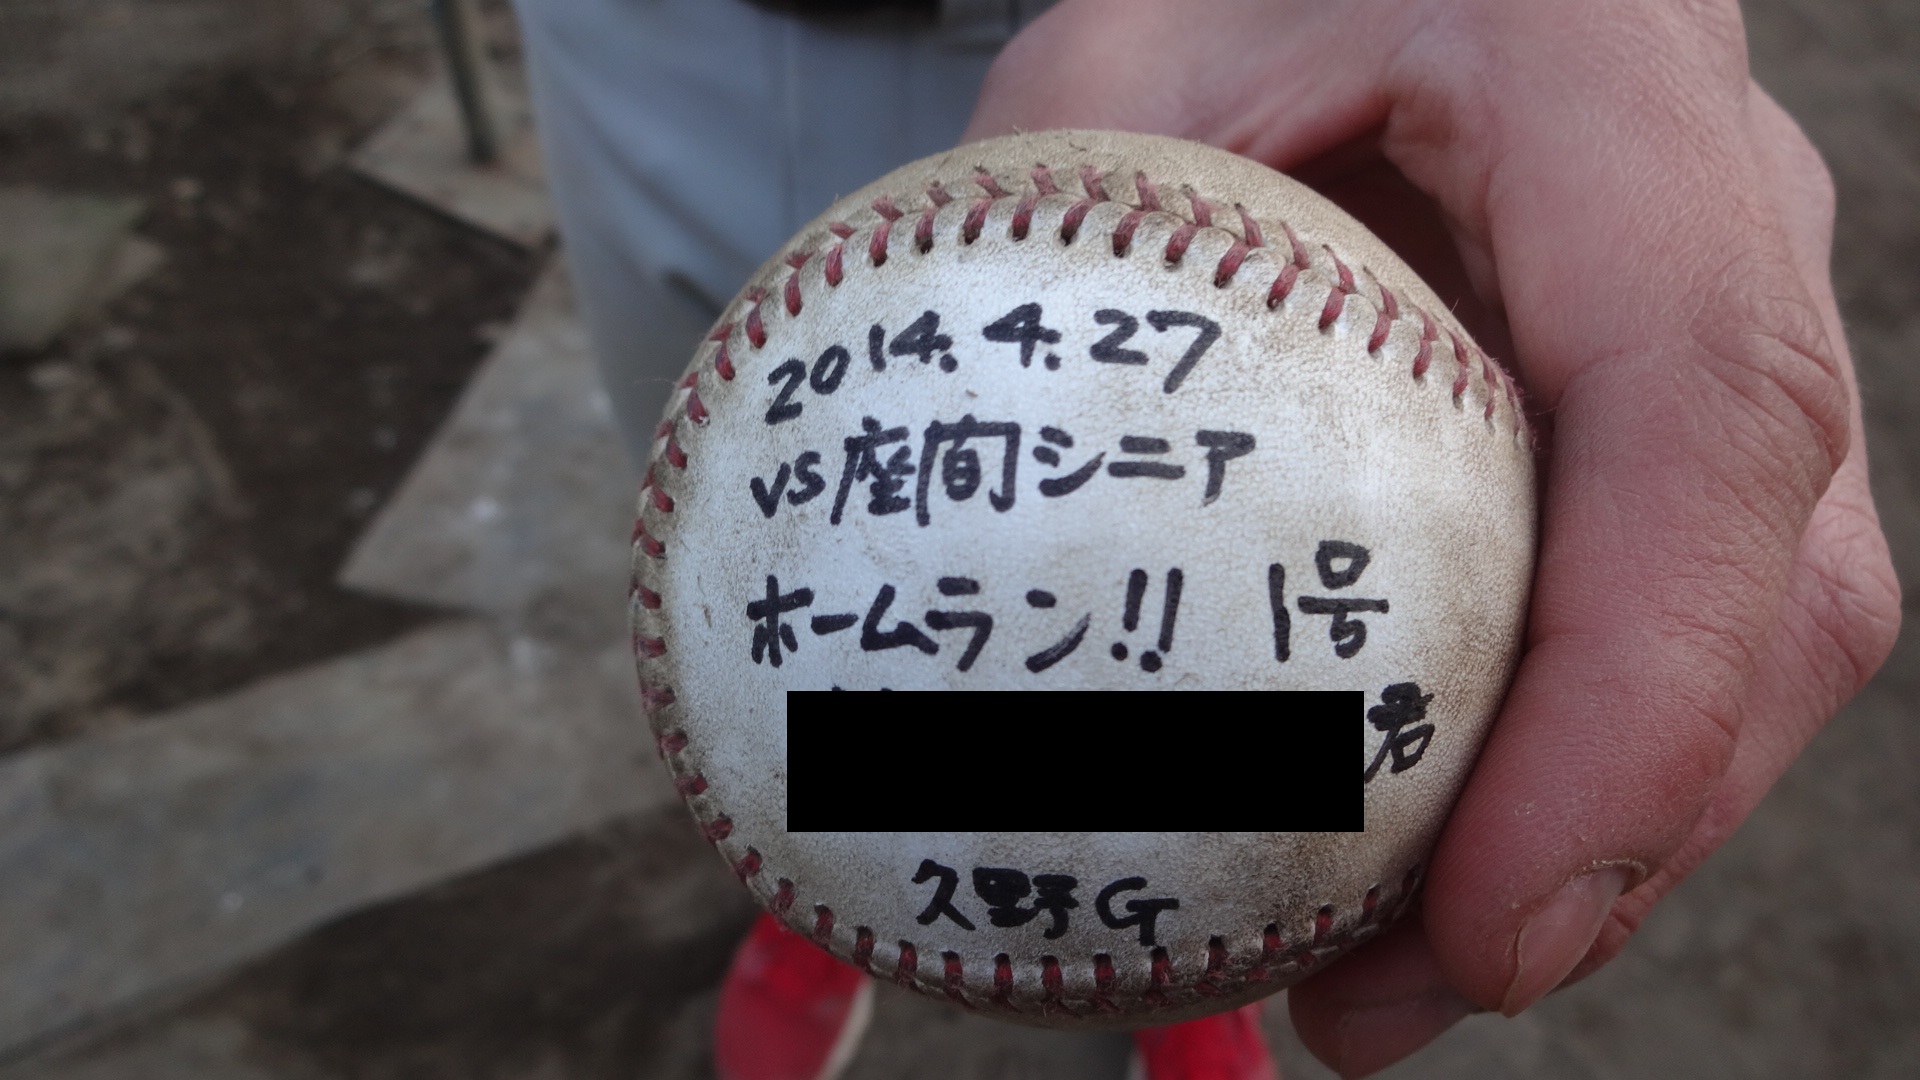 2014.4.27
vs座間シニア
ホームラン!! 1号
君
久野G